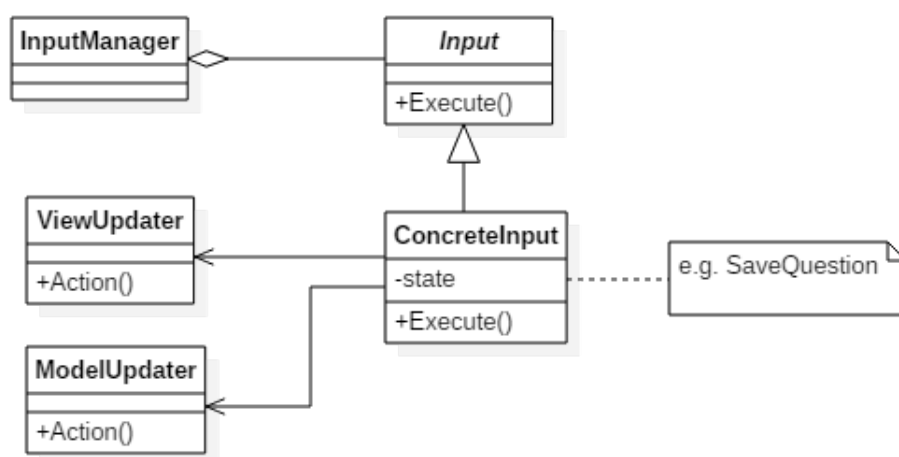 InputManager
Input
+Execute()
ViewUpdater
+Action()
ConcreteInput
-state
+Execute()
e.g. SaveQuestion
ModelUpdater
+Action()